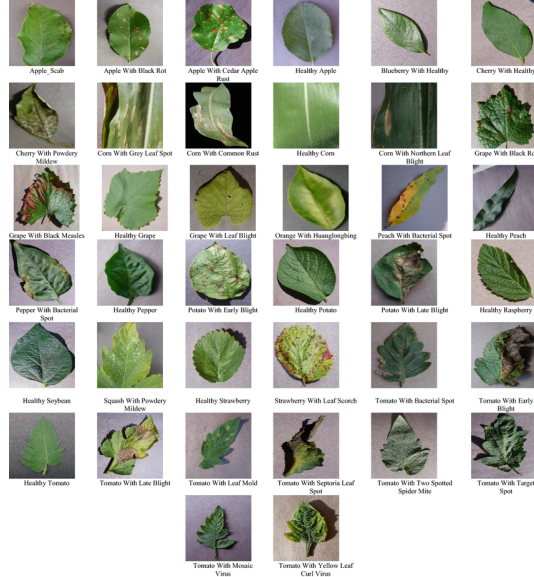 Apple_Scab
Apple With Black Rot
Apple With Cedar Apple
Rust
Healthy Apple
Blueberry With Healthy
Cherry With Healthy
Cherry With Powdery
Mildew
Corn With Grey Leaf Spot
Corn With Common Rust
Healthy Corn
Corn With Northern Leaf
Blight
Grape With Black Ro
Grape With Black Measles
Healthy Grape
Grape With Leaf Blight
Orange With Huanglongbing
Peach With Bacterial Spot
Healthy Peach
Pepper With Bacterial
Spot
Healthy Pepper
Potato With Early Blight
Healthy Potato
Potato With Late Blight
Healthy Raspberry
Healthy Soybean
Squash With Powdery
Mildew
Healthy Strawberry
Strawberry With Leaf Scorch
Tomato With Bacterial Spot
Tomato With Early
Blight
Healthy Tomato
Tomato With Late Blight
Tomato With Leaf Mold
Tomato With Septoria Leaf
Spot
Tomato With Two Spotted
Spider Mite
Tomato With Target
Spot
Tomato With Mosaic
Virus
Tomato With Yellow Leaf
Curl Virus